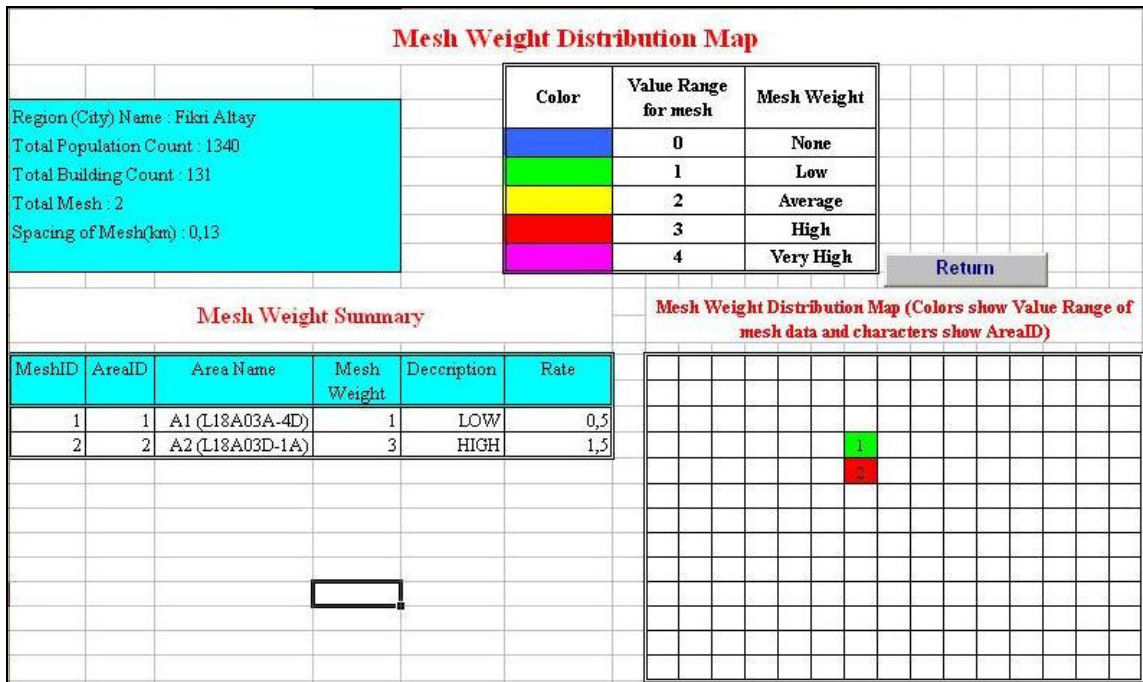 Mesh Weight Distribution Map
Region (City) Name : Fikri Altay
Total Population Count : 1340
Total Building Count : 131
Total Mesh : 2
Spacing of Mesh(km) : 0,13
Color Value Range for mesh Mesh Weight
0 None
1 Low
2 Average
3 High
4 Very High
Return
Mesh Weight Summary
MeshID AreaID Area Name Mesh Weight Deccription Rate
1 1 A1 (L18A03A-4D) 1 LOW 0,5
2 2 A2 (L18A03D-1A) 3 HIGH 1,5
Mesh Weight Distribution Map (Colors show Value Range of
mesh data and characters show AreaID)
1
2